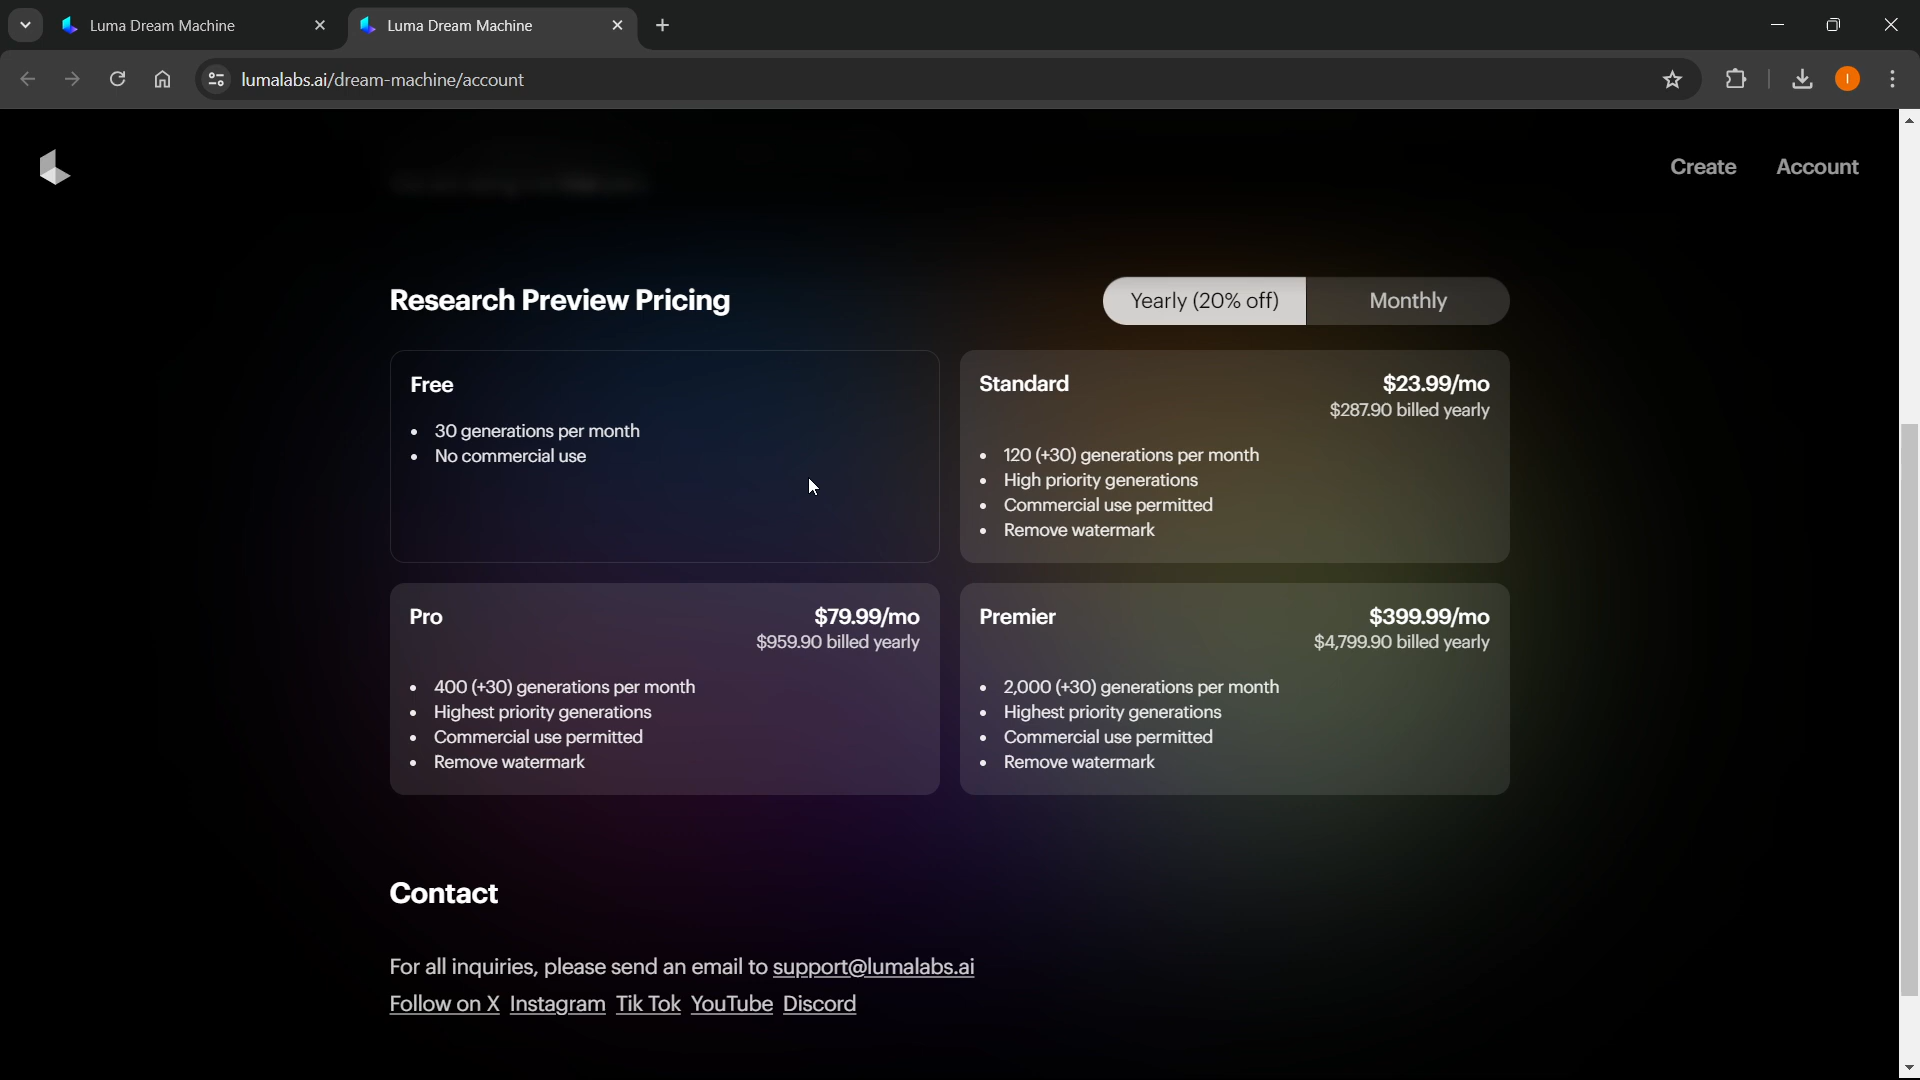 Luma Dream Machine
Luma Dream Machine
lumalabs.ai/dream-machine/account
I
Create
Account
Research Preview Pricing
Yearly (20% off)
Monthly
Free
• 30 generations per month
• No commercial use
Standard
$23.99/mo
$287.90 billed yearly
• 120 (+30) generations per month
• High priority generations
• Commercial use permitted
• Remove watermark
Pro
$79.99/mo
$959.90 billed yearly
• 400 (+30) generations per month
• Highest priority generations
• Commercial use permitted
• Remove watermark
Premier
$399.99/mo
$4,799.90 billed yearly
• 2,000 (+30) generations per month
• Highest priority generations
• Commercial use permitted
• Remove watermark
Contact
For all inquiries, please send an email to support@lumalabs.ai
Follow on X Instagram Tik Tok YouTube Discord